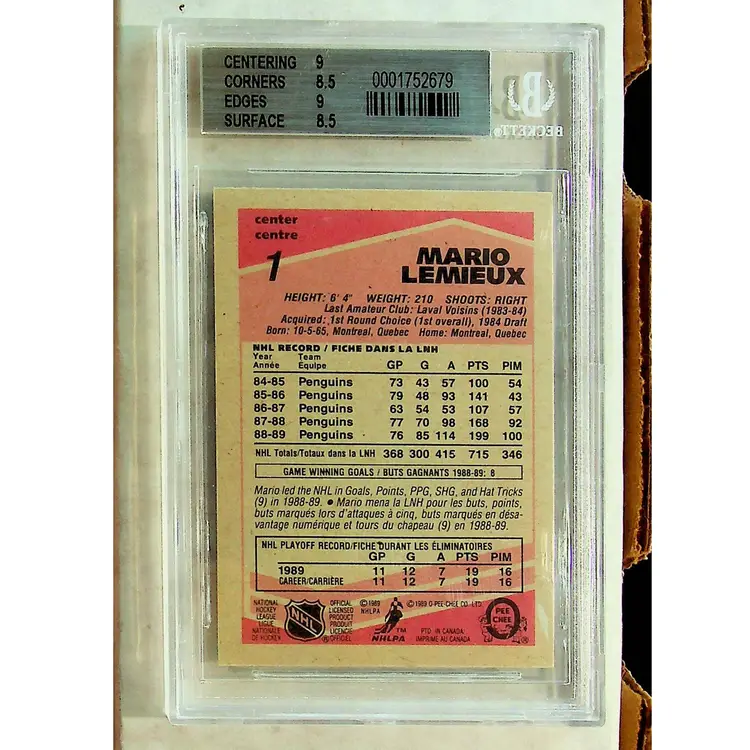 CENTERING 9
CORNERS 8.5
EDGES 9
SURFACE 8.5
0001752679
BECKETT
center
centre
1
MARIO
LEMIEUX
HEIGHT: 6' 4" WEIGHT: 210 SHOOTS: RIGHT
Last Amateur Club: Laval Voisins (1983-84)
Acquired: 1st Round Choice (1st overall), 1984 Draft
Born: 10-5-65, Montreal, Quebec Home: Montreal, Quebec
NHL RECORD / FICHE DANS LA LNH
Year Team
Année Equipe GP G A PTS PIM
84-85 Penguins 73 43 57 100 54
85-86 Penguins 79 48 93 141 43
86-87 Penguins 63 54 53 107 57
87-88 Penguins 77 70 98 168 92
88-89 Penguins 76 85 114 199 100
NHL Totals/Totaux dans la LNH 368 300 415 715 346
GAME WINNING GOALS / BUTS GAGNANTS 1988-89: 8
Mario led the NHL in Goals, Points, PPG, SHG, and Hat Tricks
(9) in 1988-89. ● Mario mena la LNH pour les buts, points,
buts marqués lors d'attaques à cinq, buts marqués en désa-
vantage numérique et tours du chapeau (9) en 1988-89.
NHL PLAYOFF RECORD/FICHE DURANT LES ÉLIMINATOIRES
GP G A PTS PIM
1989 11 12 7 19 16
CAREER/CARRIÈRE 11 12 7 19 16
NATIONAL
HOCKEY
LEAGUE
LIGUE
NATIONALE
DE HOCKEY
NHL
OFFICIAL
LICENSED
PRODUCT
PRODUIT
LICENCIE
OFFICIEL
©1989
NHLPA
NHLPA
TM
©1989 O-PEE-CHEE CO. LTD.
PTD. IN CANADA
IMPRIME AU CANADA
O
PEE
CHEE